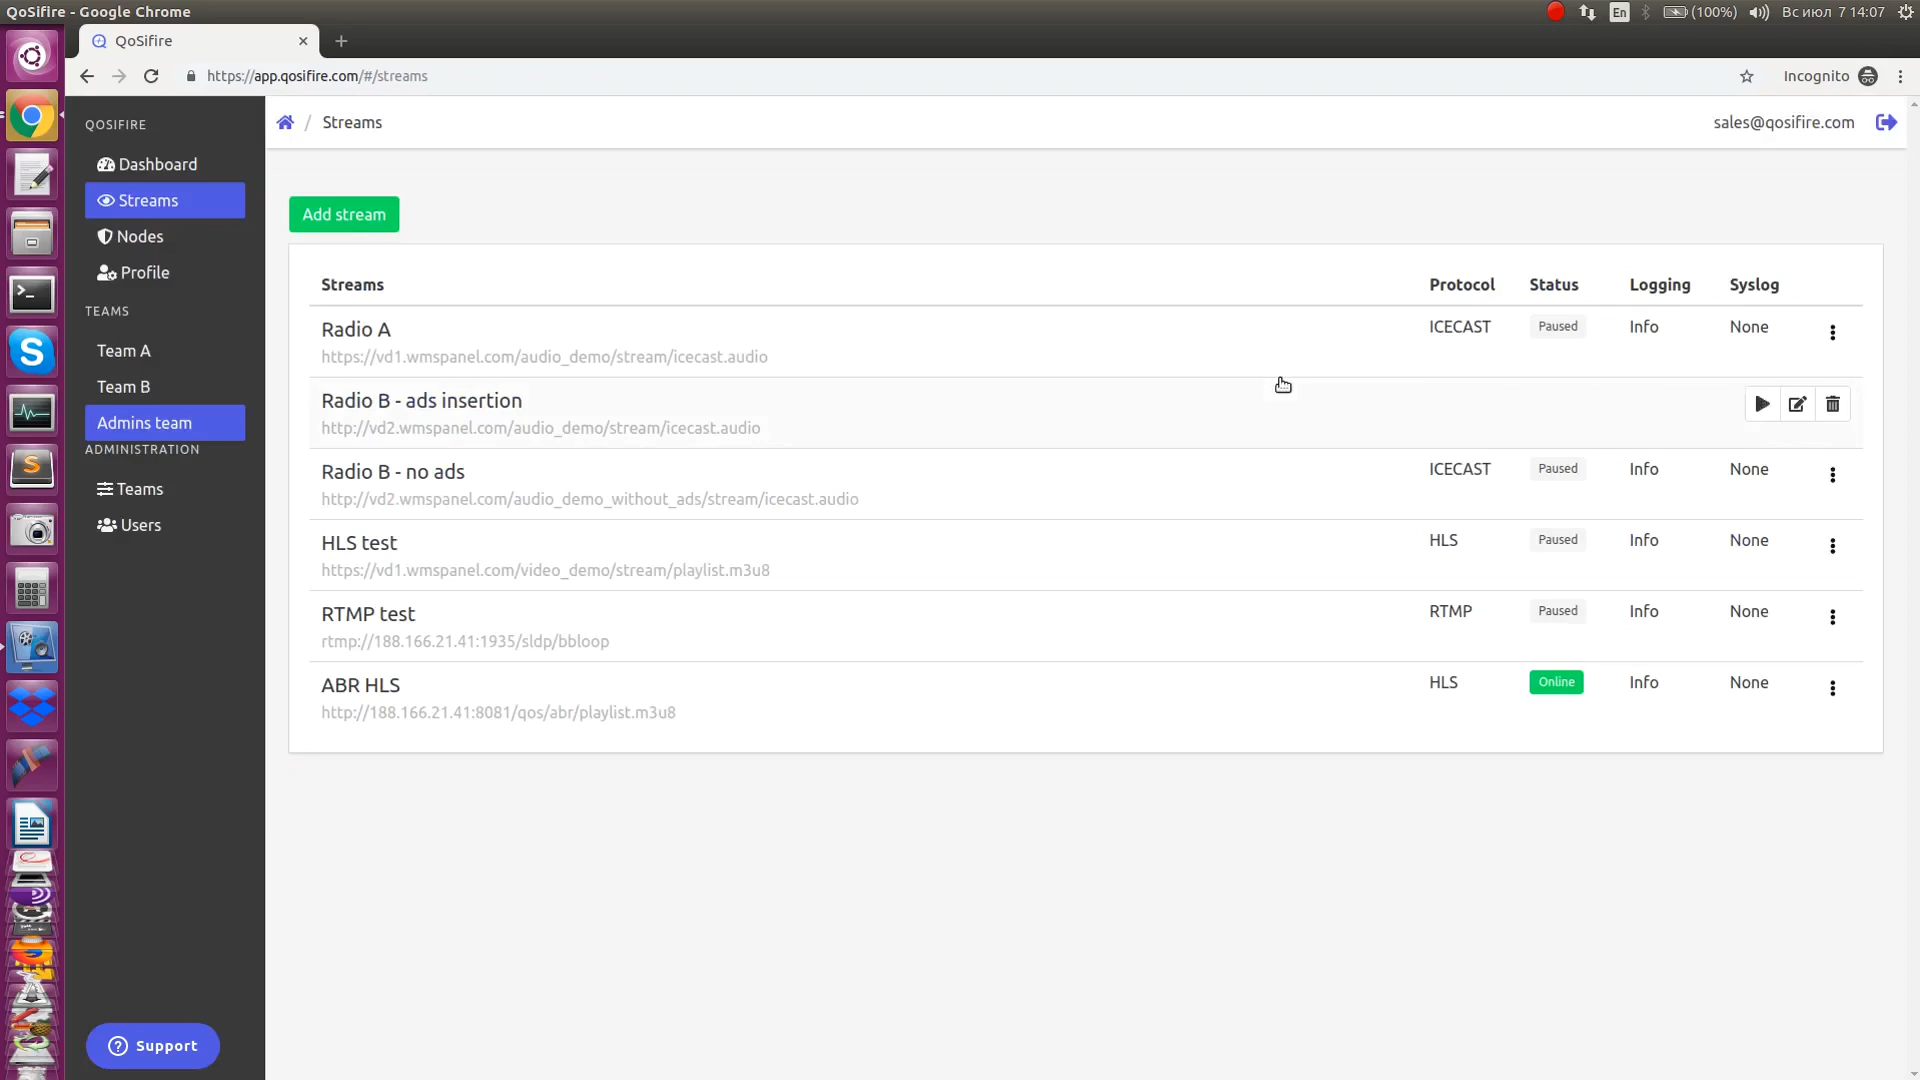 QoSifire - Google Chrome
En (100%) Вс июл 7 14:07
QoSifire
https://app.qosifire.com/#/streams
Incognito
QOSIFIRE
Dashboard
Streams
Nodes
Profile
TEAMS
Team A
Team B
Admins team
ADMINISTRATION
Teams
Users
Support
/ Streams
sales@qosifire.com
Add stream
Streams Protocol Status Logging Syslog
Radio A ICECAST Paused Info None
https://vd1.wmspanel.com/audio_demo/stream/icecast.audio
Radio B - ads insertion
http://vd2.wmspanel.com/audio_demo/stream/icecast.audio
Radio B - no ads ICECAST Paused Info None
http://vd2.wmspanel.com/audio_demo_without_ads/stream/icecast.audio
HLS test HLS Paused Info None
https://vd1.wmspanel.com/video_demo/stream/playlist.m3u8
RTMP test RTMP Paused Info None
rtmp://188.166.21.41:1935/sldp/bbloop
ABR HLS HLS Online Info None
http://188.166.21.41:8081/qos/abr/playlist.m3u8